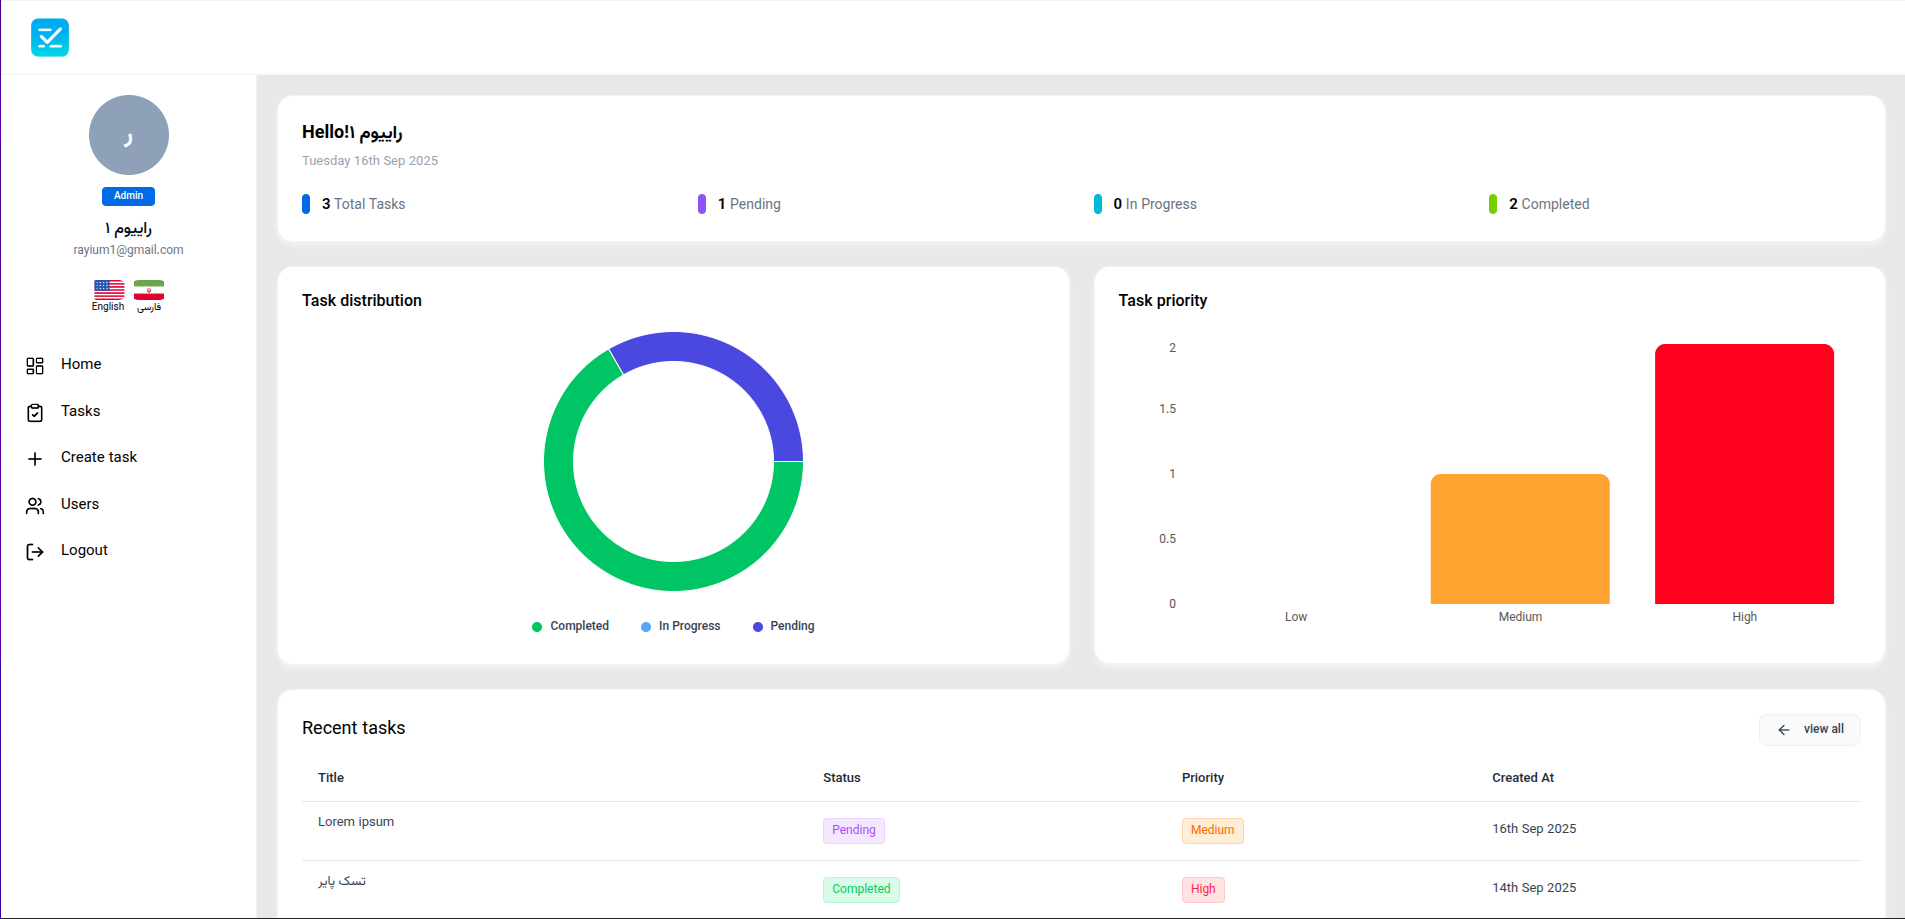 ر
Admin
راییوم ۱
rayium1@gmail.com
English
فارسی
Home
Tasks
Create task
Users
Logout
Hello!راییوم ۱
Tuesday 16th Sep 2025
3 Total Tasks
1 Pending
0 In Progress
2 Completed
Task distribution
Completed
In Progress
Pending
Task priority
2
1.5
1
0.5
0
Low
Medium
High
Recent tasks
view all
Title Status Priority Created At
Lorem ipsum Pending Medium 16th Sep 2025
تسک پایر Completed High 14th Sep 2025